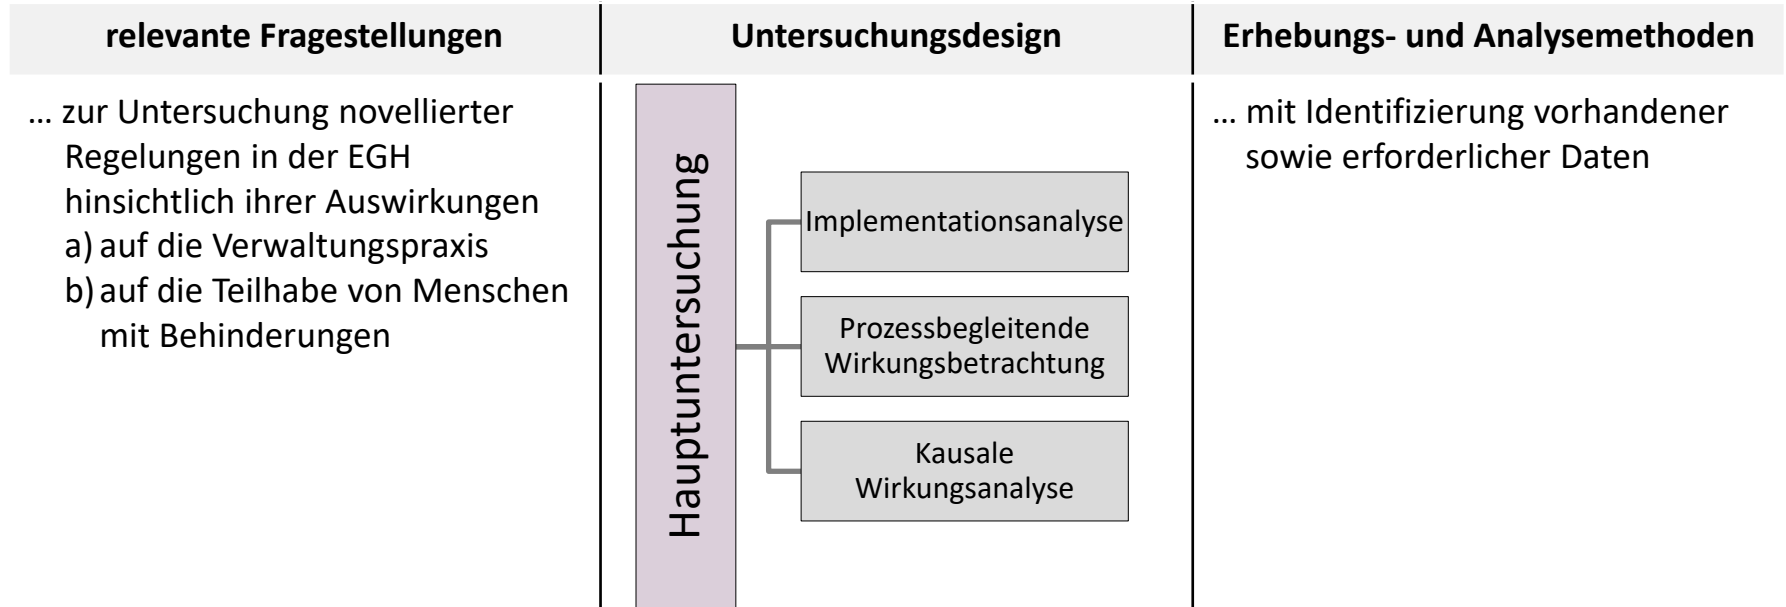 relevante Fragestellungen
… zur Untersuchung novellierter
Regelungen in der EGH
hinsichtlich ihrer Auswirkungen
a) auf die Verwaltungspraxis
b) auf die Teilhabe von Menschen
mit Behinderungen
Untersuchungsdesign
Hauptuntersuchung
Implementationsanalyse
Prozessbegleitende
Wirkungsbetrachtung
Kausale
Wirkungsanalyse
Erhebungs- und Analysemethoden
… mit Identifizierung vorhandener
sowie erforderlicher Daten